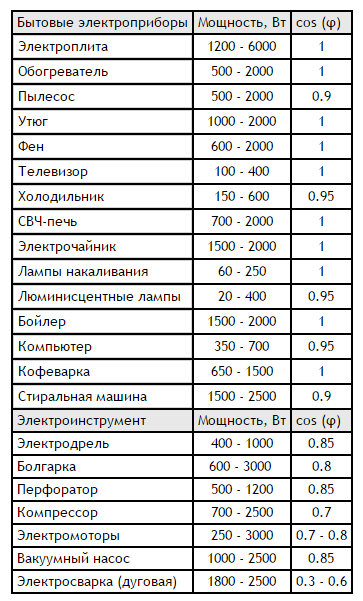 Бытовые электроприборы Мощность, Вт cos (φ)
Электроплита 1200 - 6000 1
Обогреватель 500 - 2000 1
Пылесос 500 - 2000 0.9
Утюг 1000 - 2000 1
Фен 600 - 2000 1
Телевизор 100 - 400 1
Холодильник 150 - 600 0.95
СВЧ-печь 700 - 2000 1
Электрочайник 1500 - 2000 1
Лампы накаливания 60 - 250 1
Люминисцентные лампы 20 - 400 0.95
Бойлер 1500 - 2000 1
Компьютер 350 - 700 0.95
Кофеварка 650 - 1500 1
Стиральная машина 1500 - 2500 0.9
Электроинструмент Мощность, Вт cos (φ)
Электродрель 400 - 1000 0.85
Болгарка 600 - 3000 0.8
Перфоратор 500 - 1200 0.85
Компрессор 700 - 2500 0.7
Электромоторы 250 - 3000 0.7 - 0.8
Вакуумный насос 1000 - 2500 0.85
Электросварка (дуговая) 1800 - 2500 0.3 - 0.6